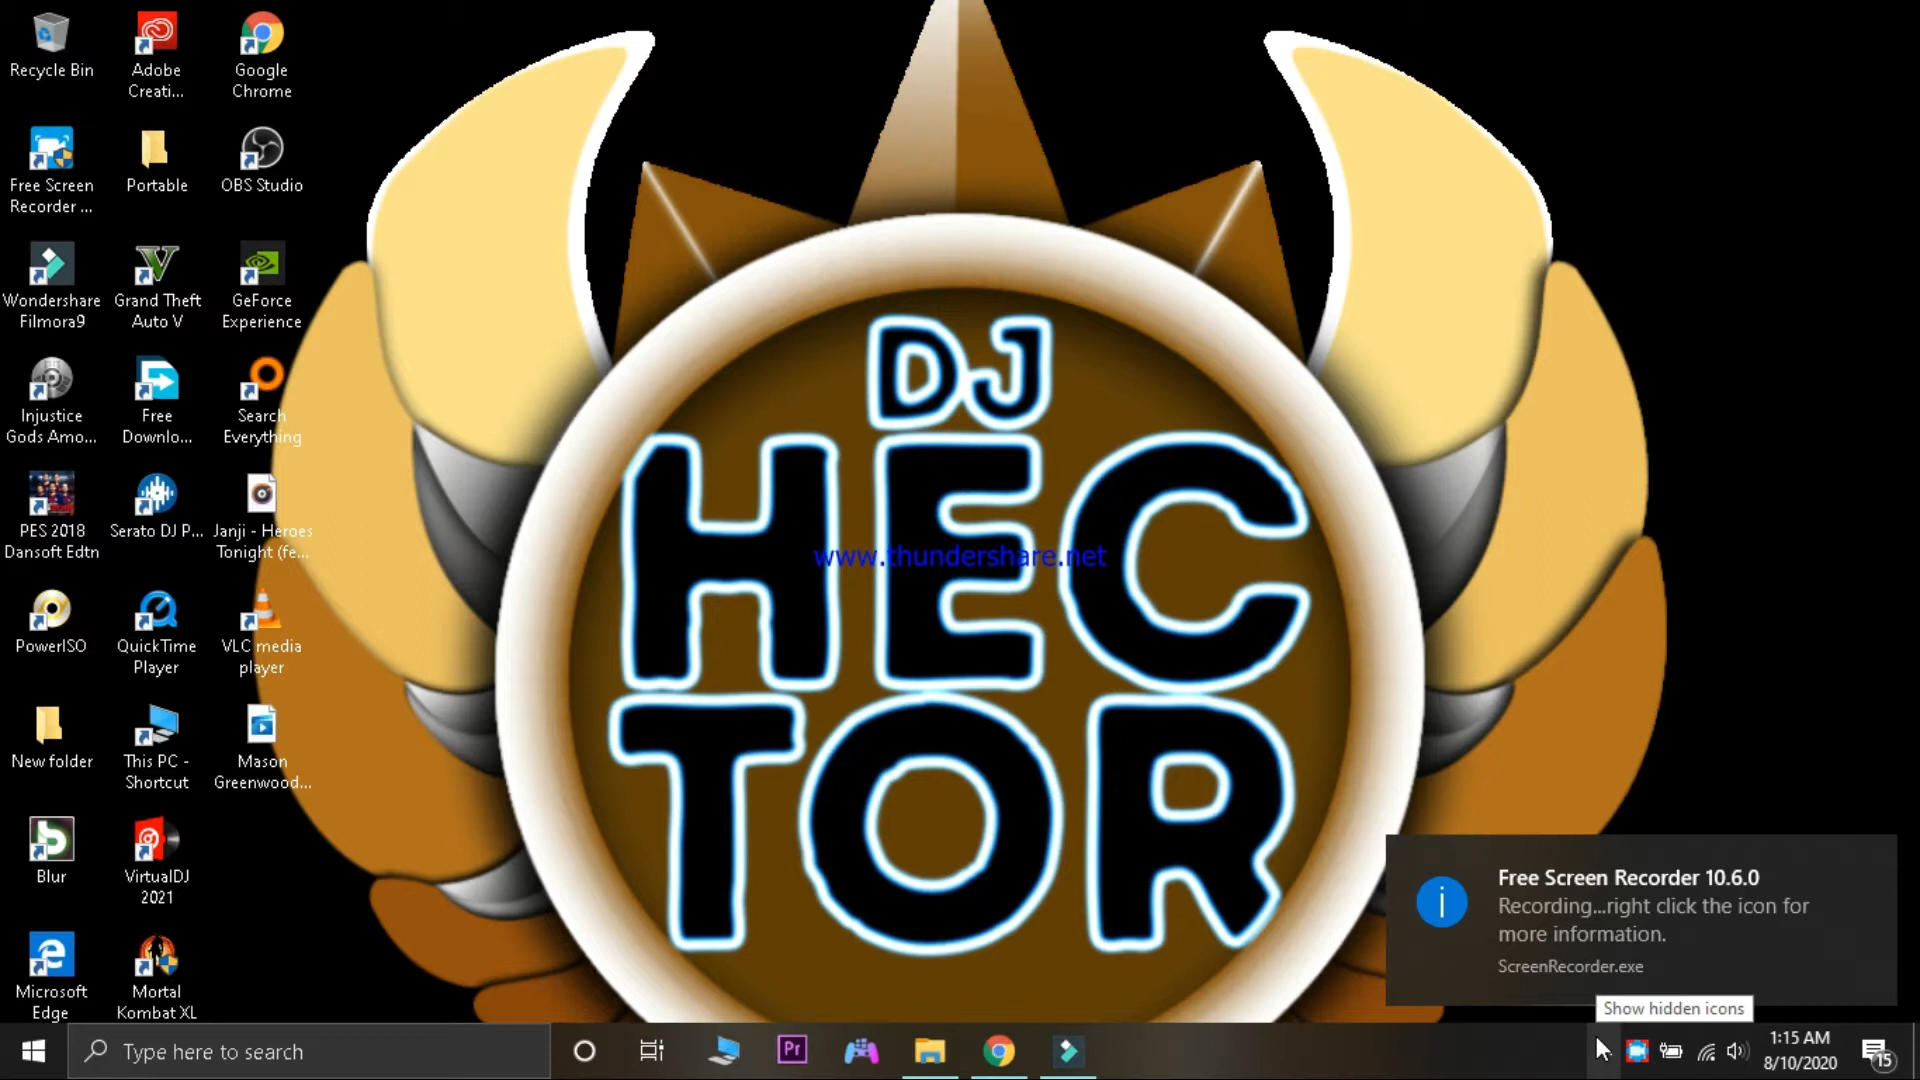 Recycle Bin
Adobe
Creati...
Google
Chrome
Free Screen
Recorder ...
Portable
OBS Studio
Wondershare
Filmora9
Grand Theft
Auto V
GeForce
Experience
Injustice
Gods Amo...
Free
Downlo...
Search
Everything
PES 2018
Dansoft Edtn
Serato DJ P...
Janji - Heroes
Tonight (fe...
PowerISO
QuickTime
Player
VLC media
player
New folder
This PC -
Shortcut
Mason
Greenwood...
Blur
VirtualDJ
2021
Microsoft
Edge
Mortal
Kombat XL
DJ
HEC
TOR
www.thundershare.net
Free Screen Recorder 10.6.0
Recording...right click the icon for
more information.
ScreenRecorder.exe
Show hidden icons
Type here to search
Pr
1:15 AM
8/10/2020
15